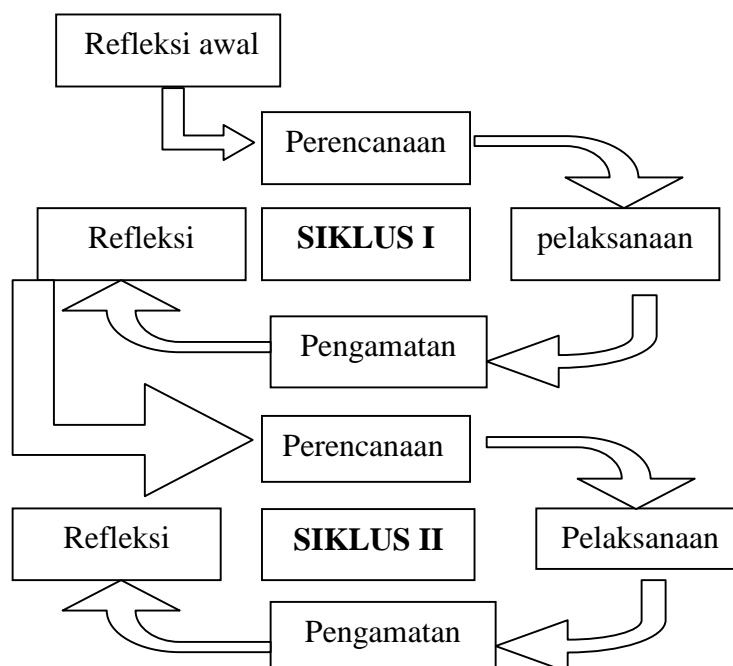 Refleksi awal
Perencanaan
Refleksi
SIKLUS I
pelaksanaan
Pengamatan
Perencanaan
Refleksi
SIKLUS II
Pelaksanaan
Pengamatan